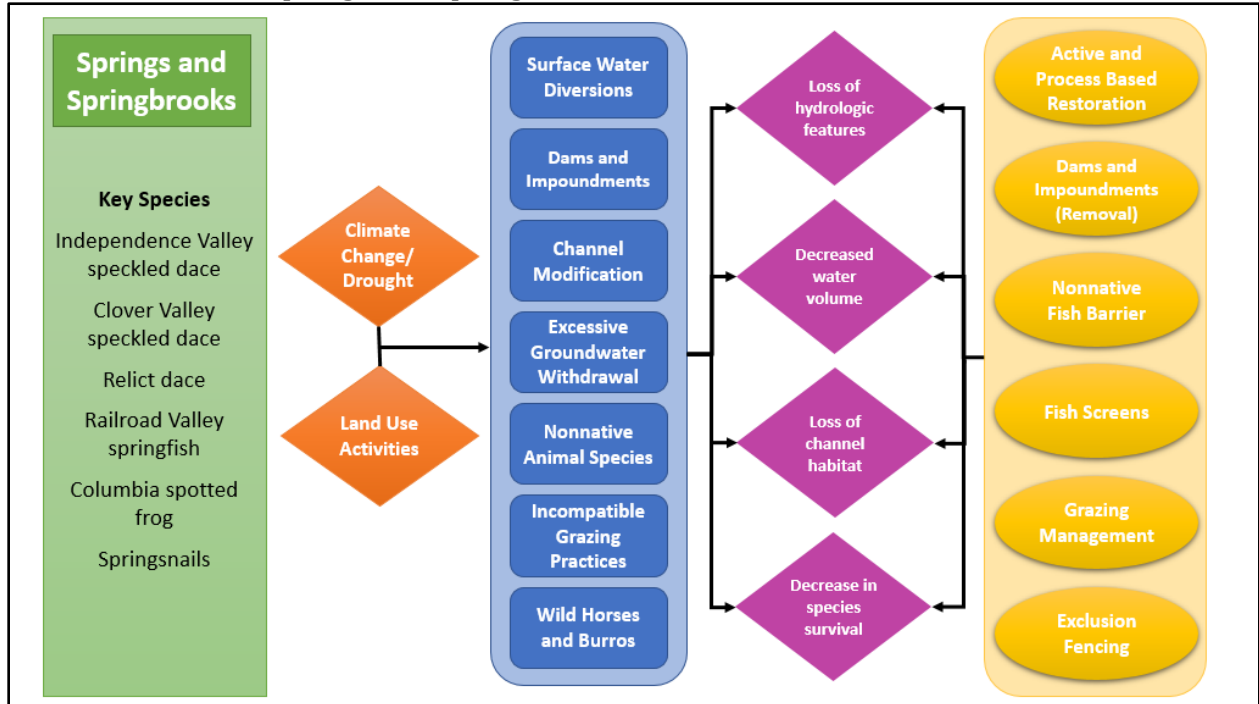 Springs and
Springbrooks
Key Species
Independence Valley
speckled dace
Clover Valley
speckled dace
Relict dace
Railroad Valley
springfish
Columbia spotted
frog
Springsnails
Climate
Change/
Drought
Land Use
Activities
Surface Water
Diversions
Dams and
Impoundments
Channel
Modification
Excessive
Groundwater
Withdrawal
Nonnative
Animal Species
Incompatible
Grazing
Practices
Wild Horses
and Burros
Loss of
hydrologic
features
Decreased
water
volume
Loss of
channel
habitat
Decrease in
species
survival
Active and
Process Based
Restoration
Dams and
Impoundments
(Removal)
Nonnative
Fish Barrier
Fish Screens
Grazing
Management
Exclusion
Fencing